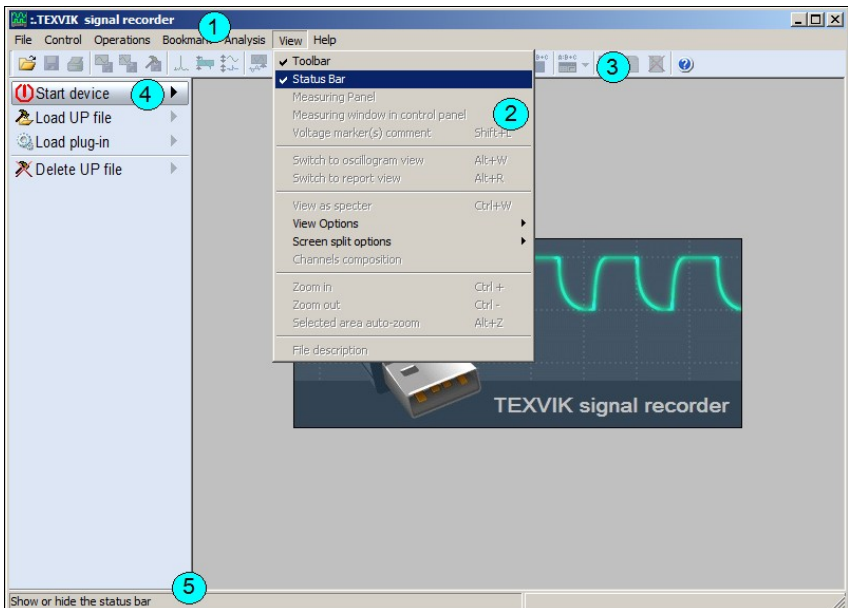 :.TEXVIK signal recorder
1
File Control Operations Bookmark Analysis View Help
3
Start device
4
Load UP file
Load plug-in
Delete UP file
Toolbar
Status Bar
Measuring Panel
2
Measuring window in control panel
Voltage marker(s) comment Shift+L
Switch to oscillogram view Alt+W
Switch to report view Alt+R
View as specter Ctrl+W
View Options
Screen split options
Channels composition
Zoom in Ctrl +
Zoom out Ctrl -
Selected area auto-zoom Alt+Z
File description
TEXVIK signal recorder
5
Show or hide the status bar